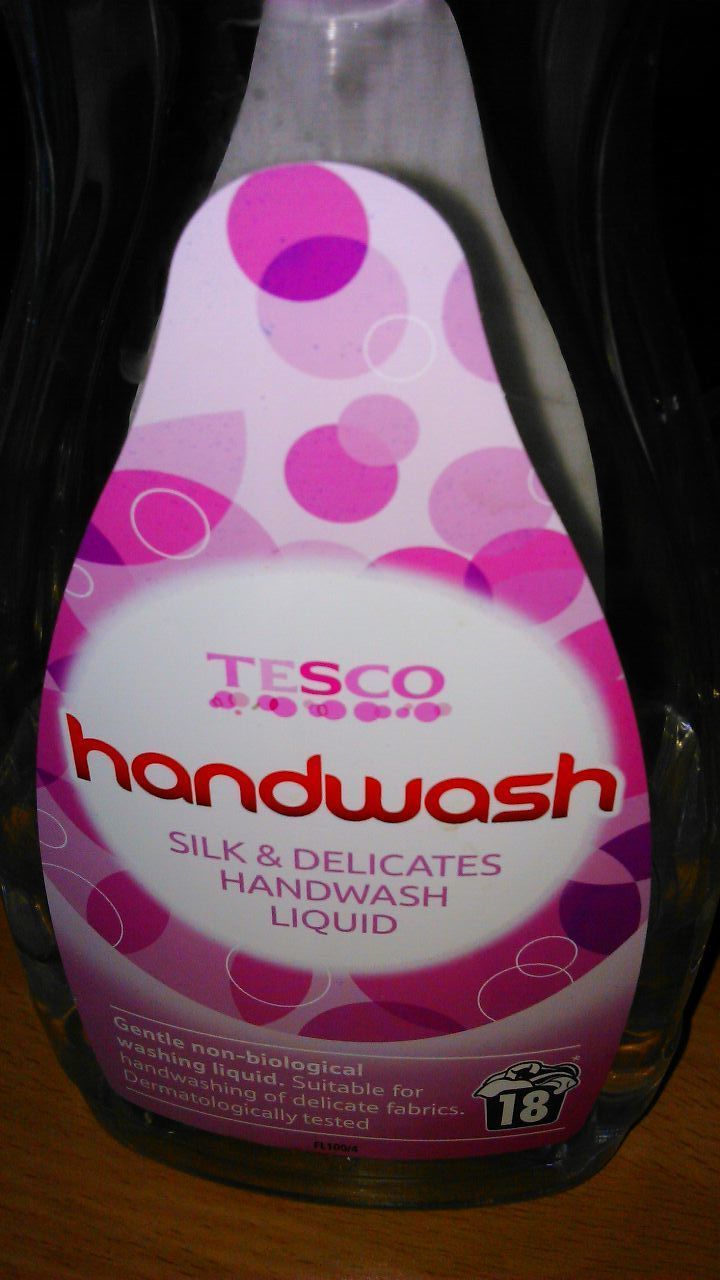 TESCO
handwash
SILK & DELICATES
HANDWASH
LIQUID
Gentle non-biological
washing liquid. Suitable for
handwashing of delicate fabrics.
Dermatologically tested
18*
FL100/4